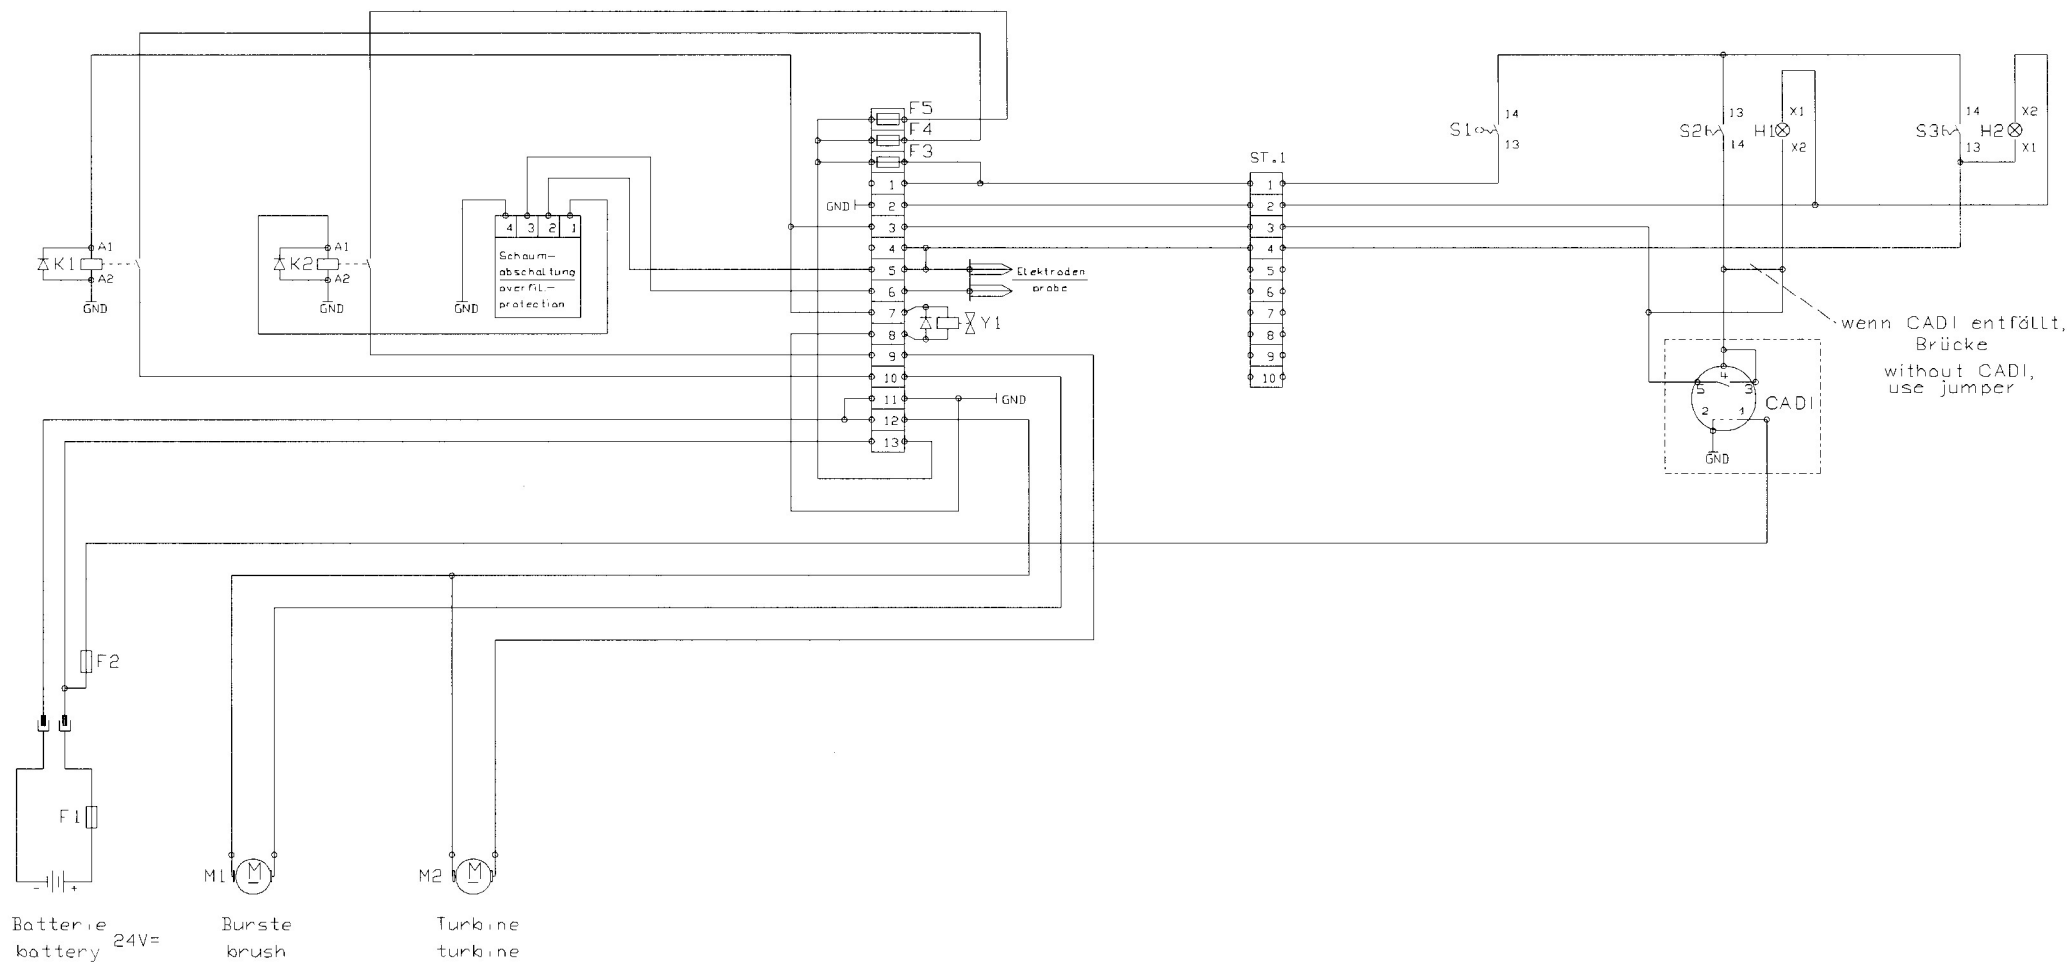 F5
F4
F3
1
2
3
4
5
6
7
8
9
10
11
12
13
GND
GND
ST.1
1
2
3
4
5
6
7
8
9
10
S1
14
13
S2
13
14
H1
X1
X2
S3
14
13
H2
X2
X1
K1
A1
A2
GND
K2
A1
A2
GND
GND
4 3 2 1
Schaum-
abschaltung
overfil-
protection
Elektroden
probe
Y1
wenn CADI entfällt,
Brücke
without CADI,
use jumper
4
5 3
2 1
CADI
GND
F2
F1
- +
M1
M
M2
M
Batterie
battery 24V=
Burste
brush
Turbine
turbine